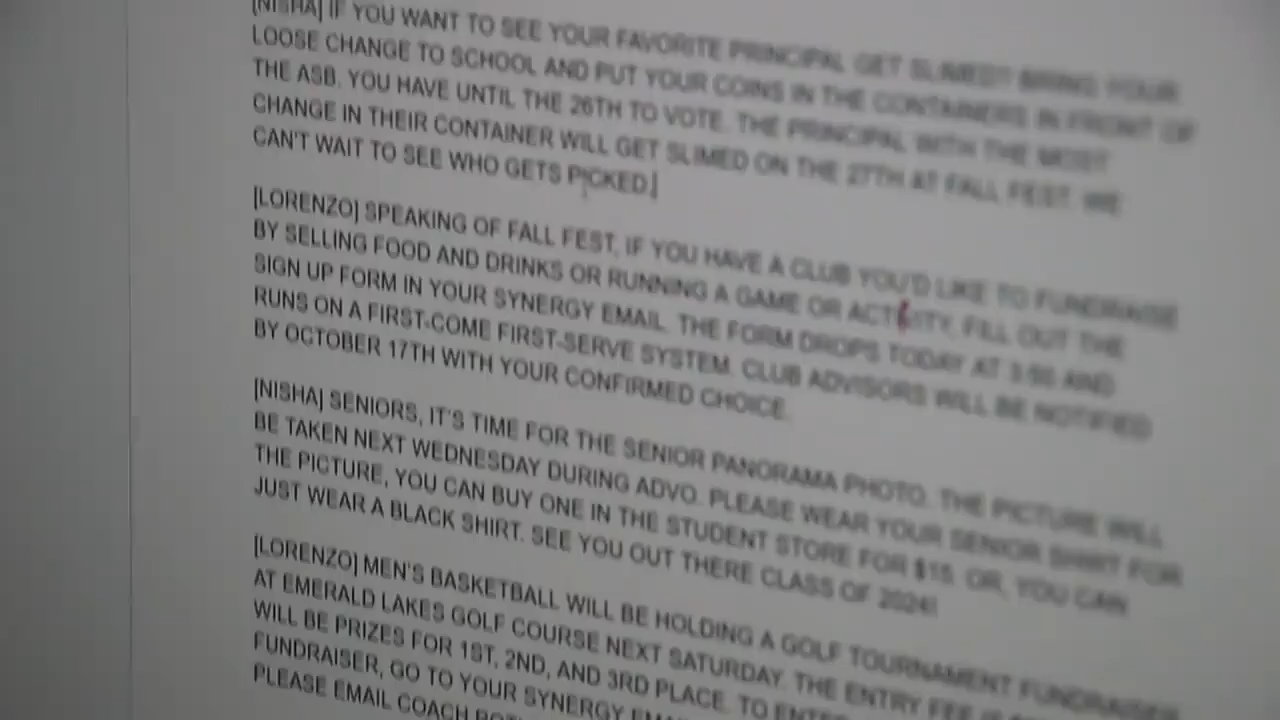 [NISHA] IF YOU WANT TO SEE YOUR FAVORITE PRINCIPAL GET SLIMED? BRING YOUR
LOOSE CHANGE TO SCHOOL AND PUT YOUR COINS IN THE CONTAINERS IN FRONT OF
THE ASB. YOU HAVE UNTIL THE 26TH TO VOTE. THE PRINCIPAL WITH THE MOST
CHANGE IN THEIR CONTAINER WILL GET SLIMED ON THE 27TH AT FALL FEST. WE
CAN'T WAIT TO SEE WHO GETS PICKED.
[LORENZO] SPEAKING OF FALL FEST, IF YOU HAVE A CLUB YOU'D LIKE TO FUNDRAISE
BY SELLING FOOD AND DRINKS OR RUNNING A GAME OR ACTIVITY, FILL OUT THE
SIGN UP FORM IN YOUR SYNERGY EMAIL. THE FORM DROPS TODAY AT AND
RUNS ON A FIRST-COME FIRST-SERVE SYSTEM. CLUB ADVISORS WILL BE NOTIFIED
BY OCTOBER 17TH WITH YOUR CONFIRMED CHOICE.
[NISHA] SENIORS, IT'S TIME FOR THE SENIOR PANORAMA PHOTO. THE PICTURE WILL
BE TAKEN NEXT WEDNESDAY DURING ADVO. PLEASE WEAR YOUR SENIOR SHIRT FOR
THE PICTURE, YOU CAN BUY ONE IN THE STUDENT STORE FOR $15. OR, YOU CAN
JUST WEAR A BLACK SHIRT. SEE YOU OUT THERE CLASS OF 2024!
[LORENZO] MEN'S BASKETBALL WILL BE HOLDING A GOLF TOURNAMENT FUNDRAISER
AT EMERALD LAKES GOLF COURSE NEXT SATURDAY. THE ENTRY FEE IS
WILL BE PRIZES FOR 1ST, 2ND, AND 3RD PLACE. TO ENTER
FUNDRAISER, GO TO YOUR SYNERGY EMAIL
PLEASE EMAIL COACH